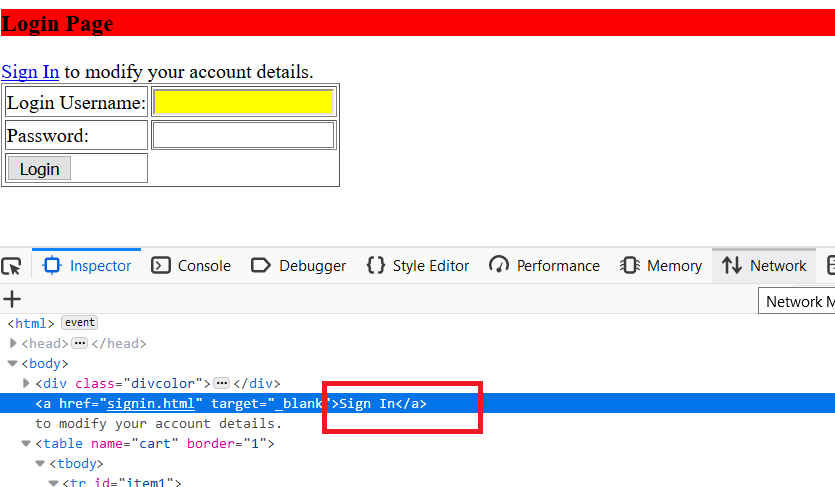 Login Page
Sign In to modify your account details.
Login Username:
Password:
Login
Inspector Console Debugger {} Style Editor Performance Memory Network
+ Network M
<html> event
<head> ••• </head>
<body>
<div class="divcolor"> ••• </div>
<a href="signin.html" target="_blank">Sign In</a>
to modify your account details.
<table name="cart" border="1">
<tbody>
<tr id="item1">